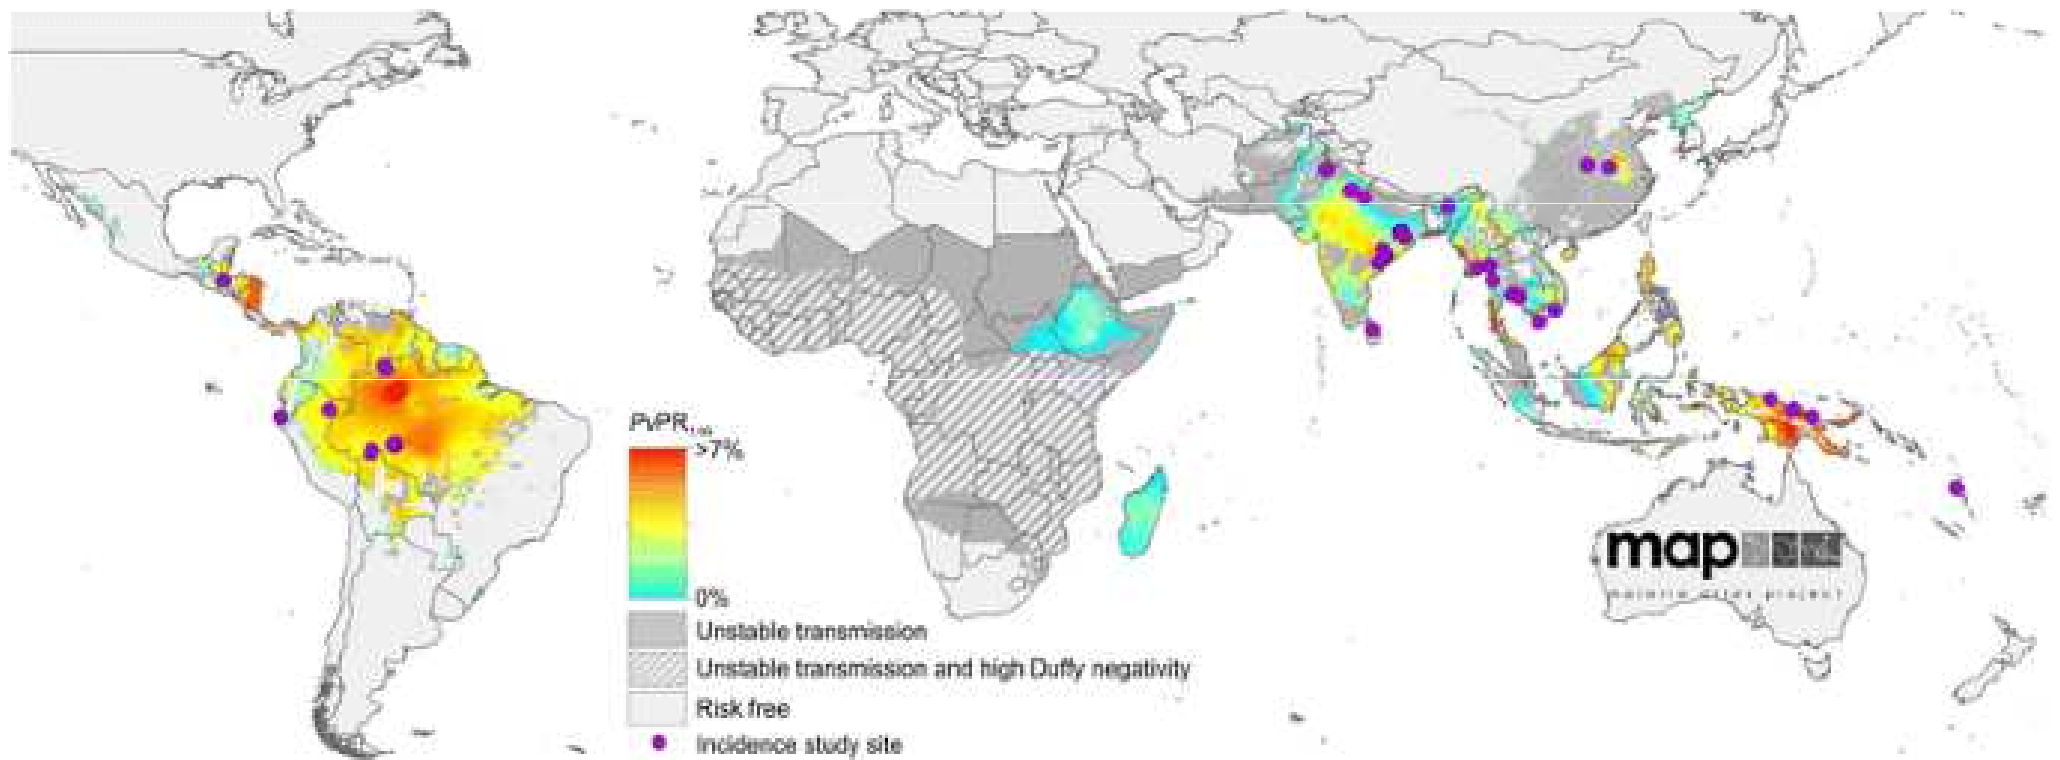 PvPR
>7%
0%
Unstable transmission
Unstable transmission and high Duffy negativity
Risk free
Incidence study site
map
malaria atlas project